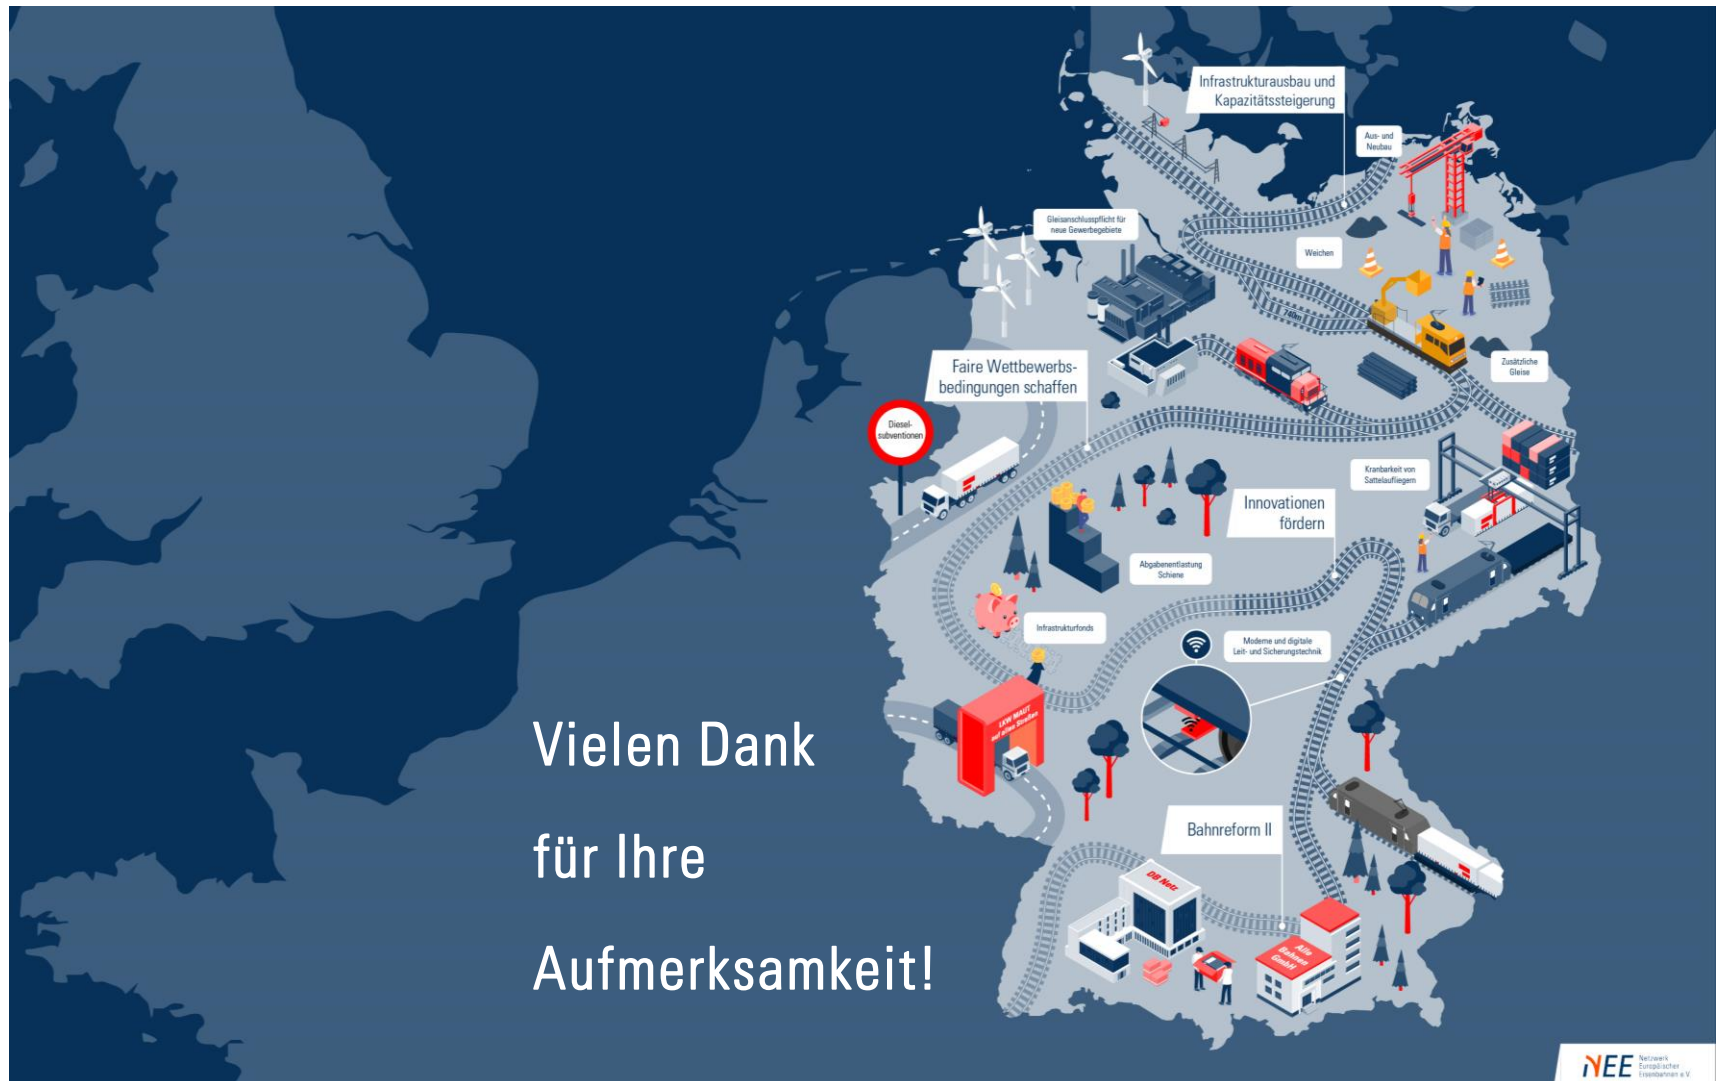 Infrastrukturausbau und
Kapazitätssteigerung
Aus- und
Neubau
Gleisanschlusspflicht für
neue Gewerbegebiete
Weichen
740m
Zusätzliche
Gleise
Faire Wettbewerbs-
bedingungen schaffen
Diesel-
subventionen
Kranbarkeit von
Sattelaufliegern
Innovationen
fördern
Abgabenentlastung
Schiene
Infrastrukturfonds
Moderne und digitale
Leit- und Sicherungstechnik
LKW MAUT
auf allen Straßen
Vielen Dank
für Ihre
Aufmerksamkeit!
Bahnreform II
DB Netz
Alle
Bahnen
GmbH
NEE
Netzwerk
Europäischer
Eisenbahnen e.V.